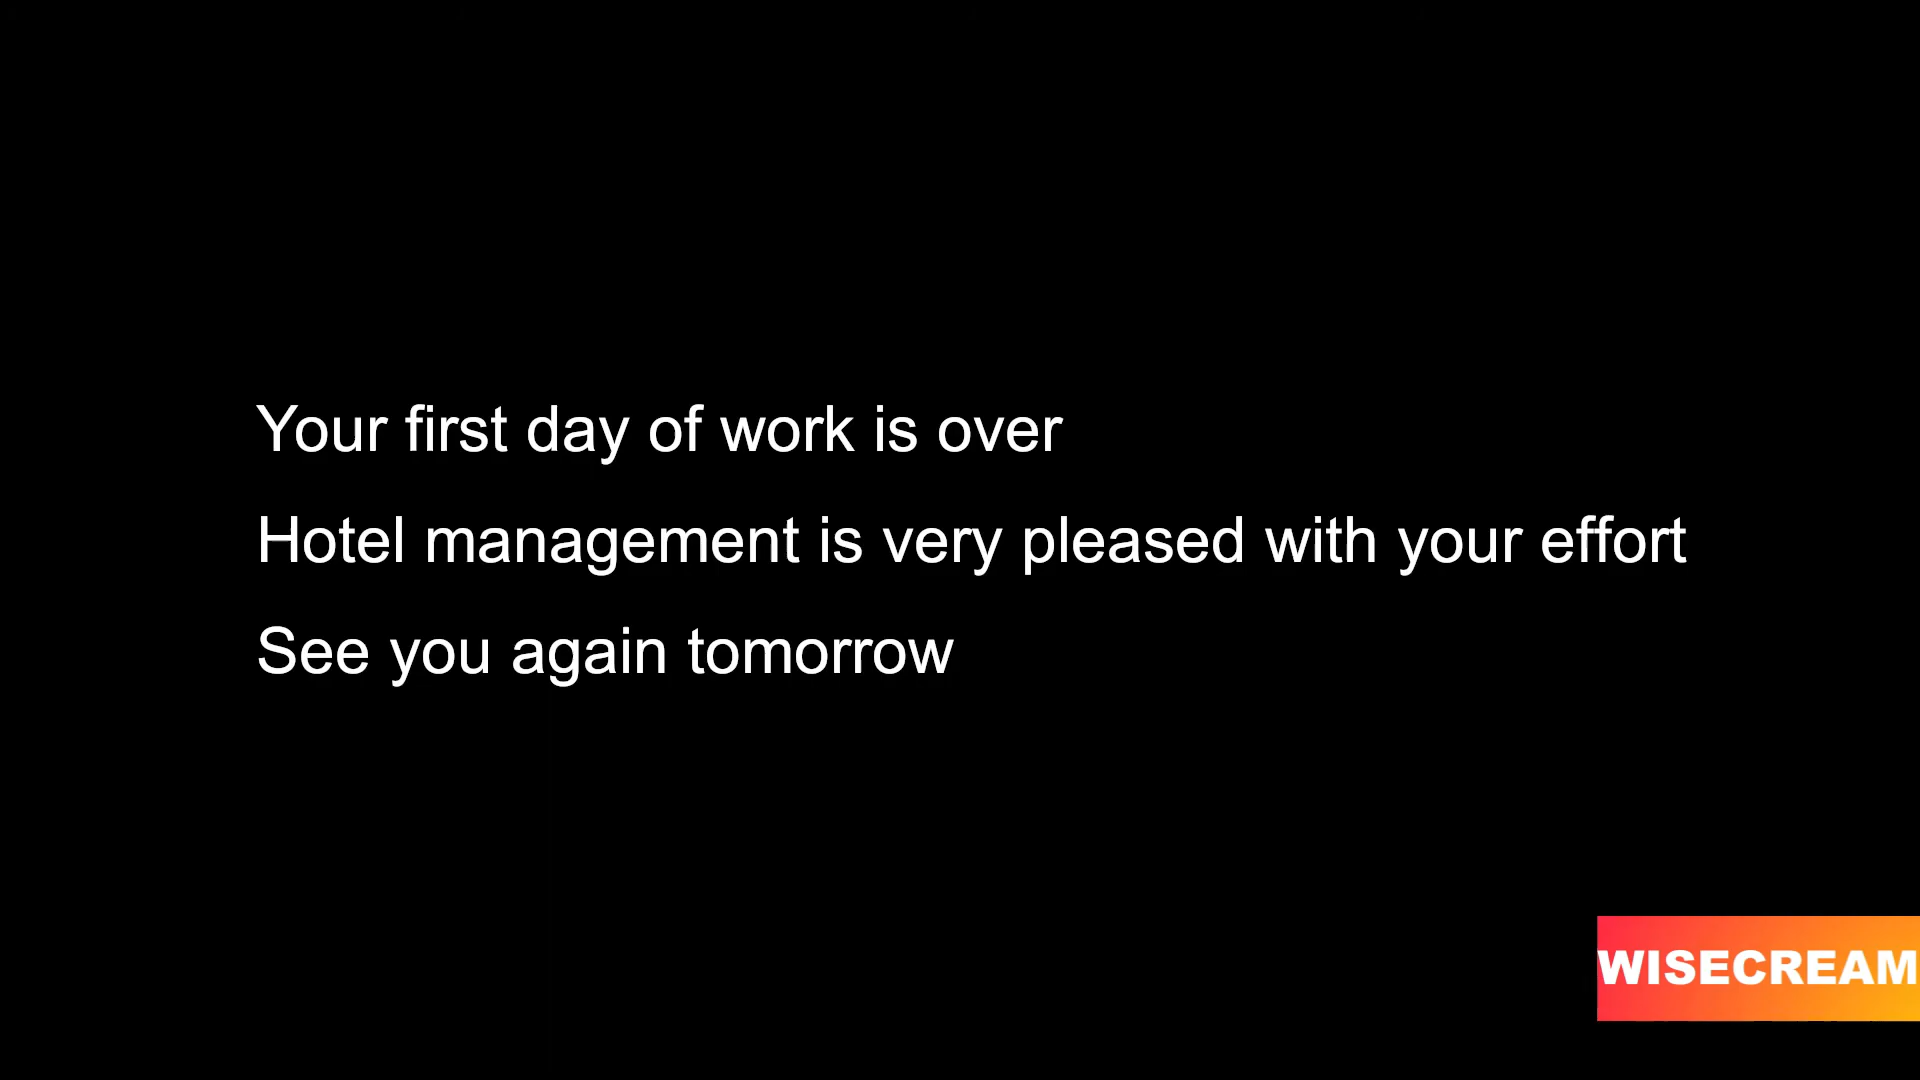 Your first day of work is over
Hotel management is very pleased with your effort
See you again tomorrow
WISECREAM